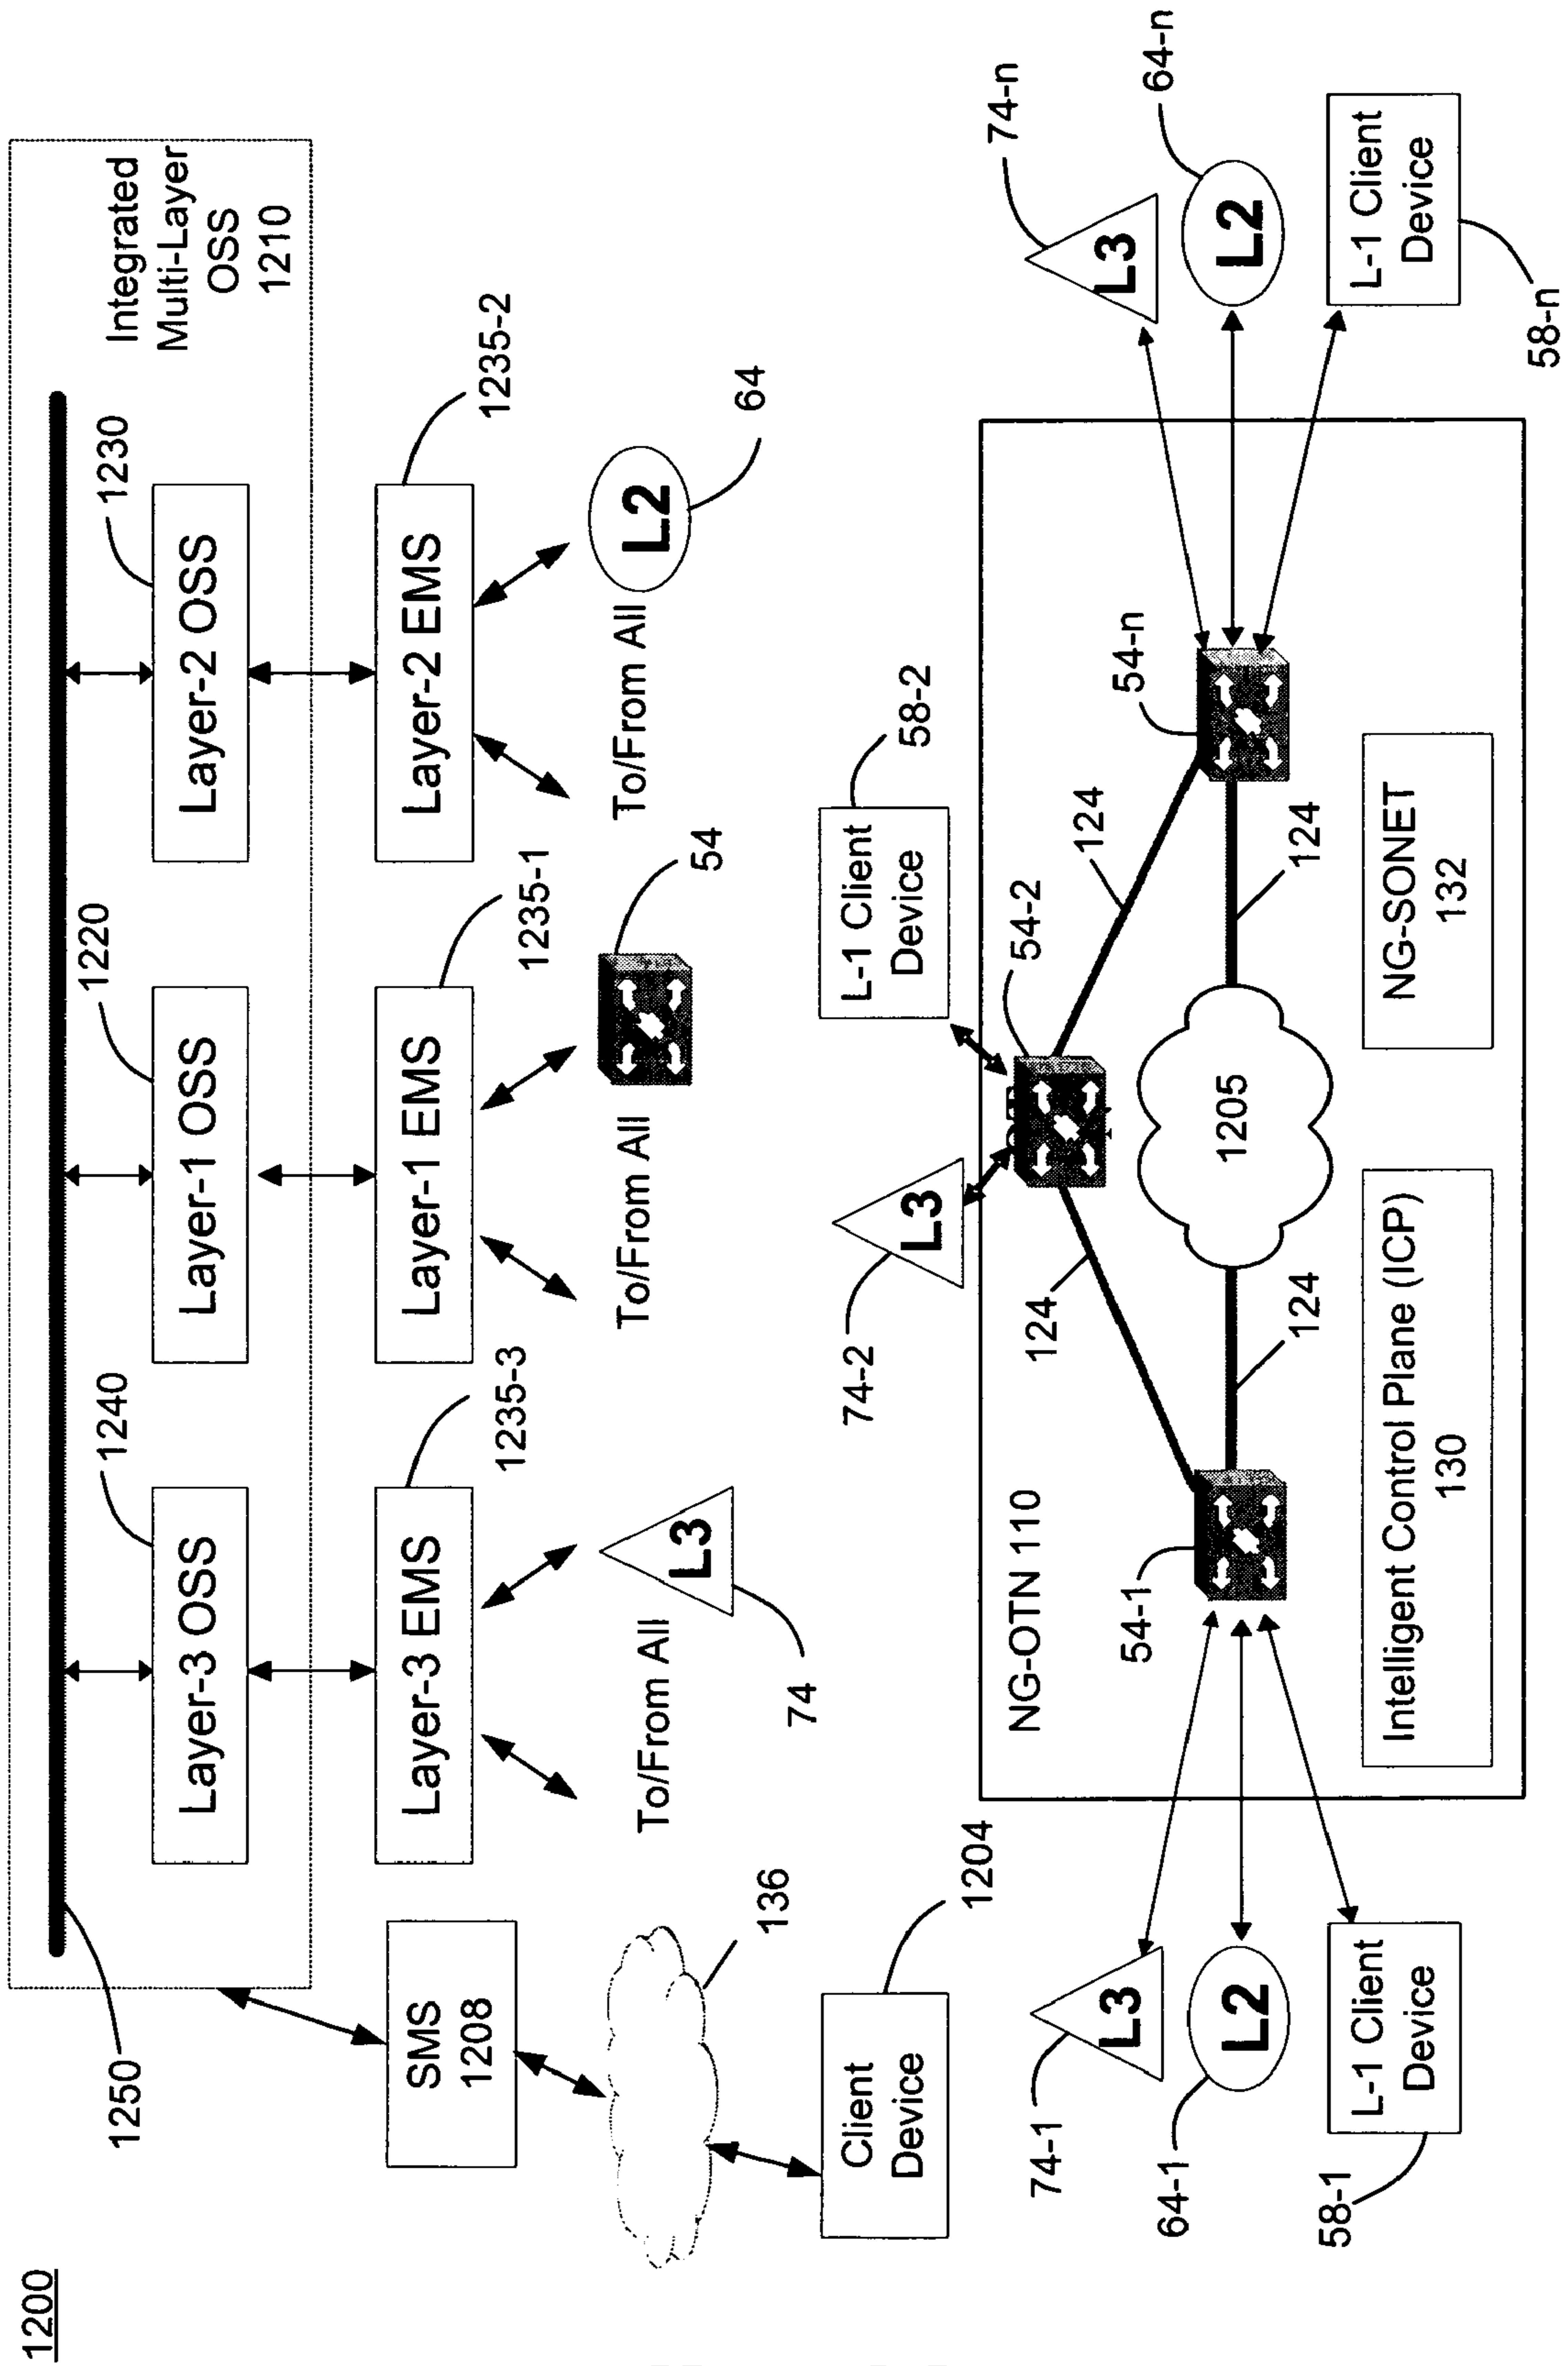 1200
Integrated
Multi-Layer
OSS
1210
1250
1240
1220
1230
Layer-3 OSS
Layer-1 OSS
Layer-2 OSS
SMS
1208
Layer-3 EMS
Layer-1 EMS
Layer-2 EMS
1235-3
1235-1
1235-2
136
To/From All
L3
74
To/From All
54
To/From All
L2
64
Client
Device
1204
74-2
L3
L-1 Client
Device
58-2
NG-OTN 110
54-2
124
124
54-n
74-1
L3
74-n
L3
54-1
64-1
L2
1205
64-n
L2
124
124
58-1
L-1 Client
Device
Intelligent Control Plane (ICP)
130
NG-SONET
132
L-1 Client
Device
58-n